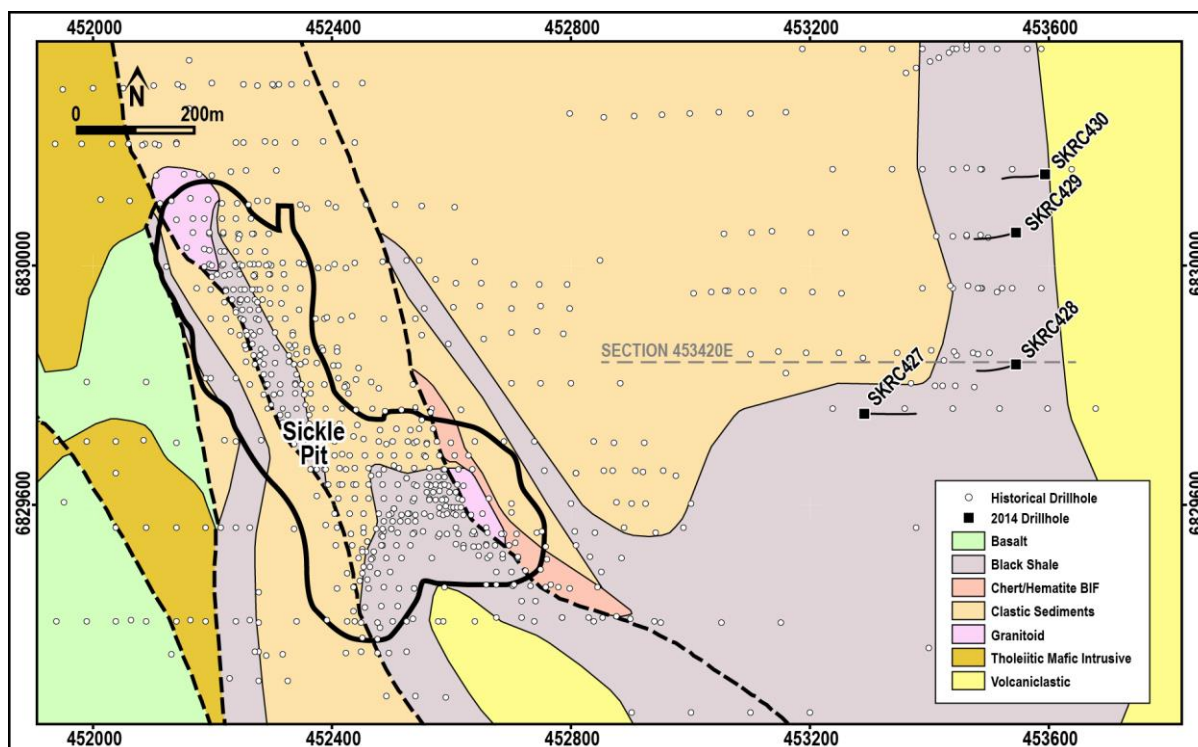 452000
452400
452800
453200
453600
N
0
200m
SKRC430
SKRC429
6830000
6830000
SKRC428
SECTION 453420E
SKRC427
Sickle
Pit
6829600
6829600
Historical Drillhole
2014 Drillhole
Basalt
Black Shale
Chert/Hematite BIF
Clastic Sediments
Granitoid
Tholeiitic Mafic Intrusive
Volcaniclastic
452000
452400
452800
453200
453600